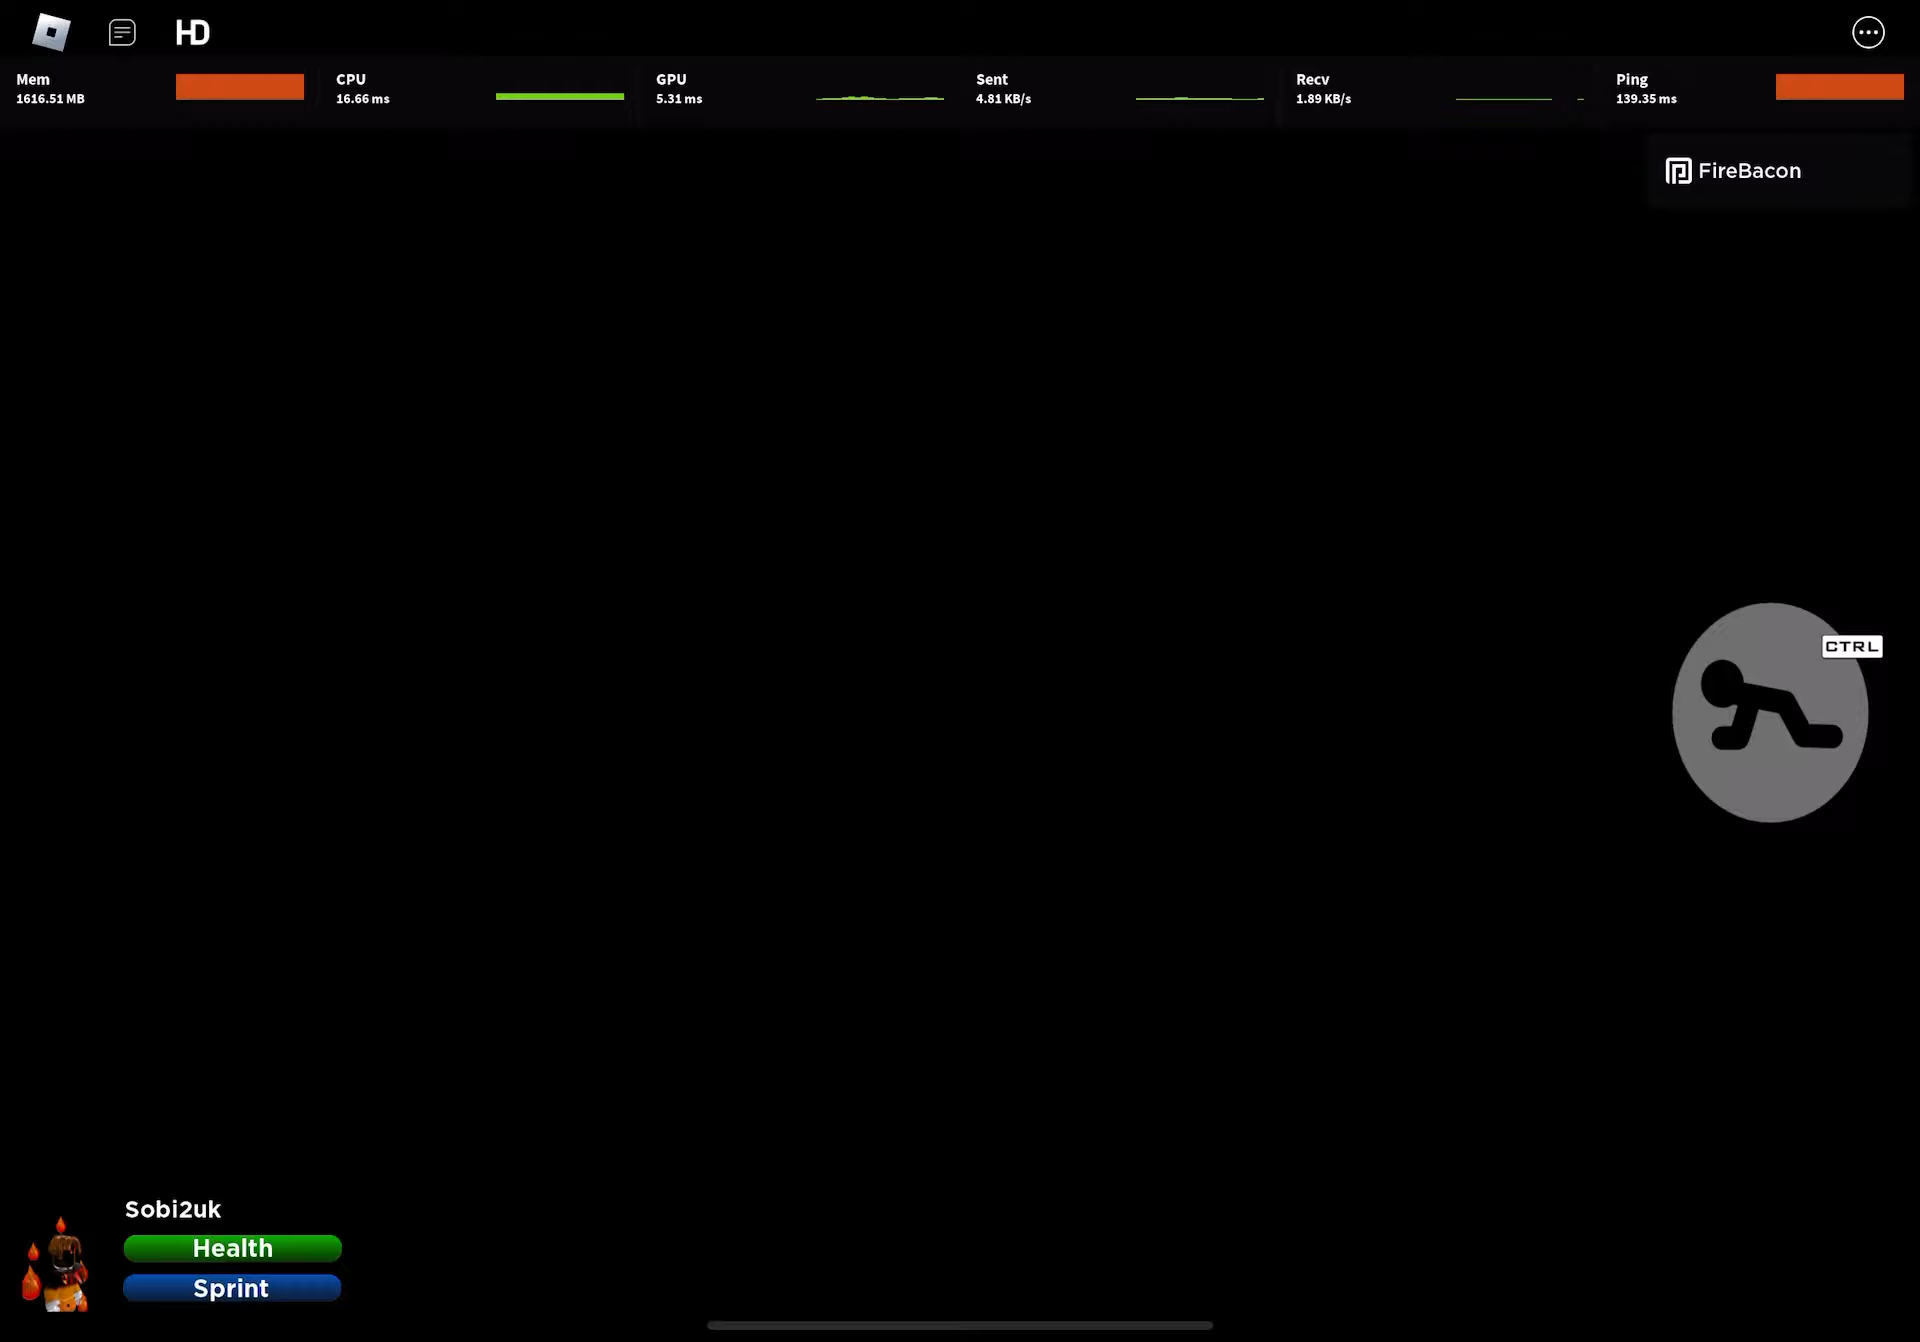 HD
Mem
1616.51 MB
CPU
16.66 ms
GPU
5.31 ms
Sent
4.81 KB/s
Recv
1.89 KB/s
Ping
139.35 ms
FireBacon
CTRL
Sobi2uk
Health
Sprint